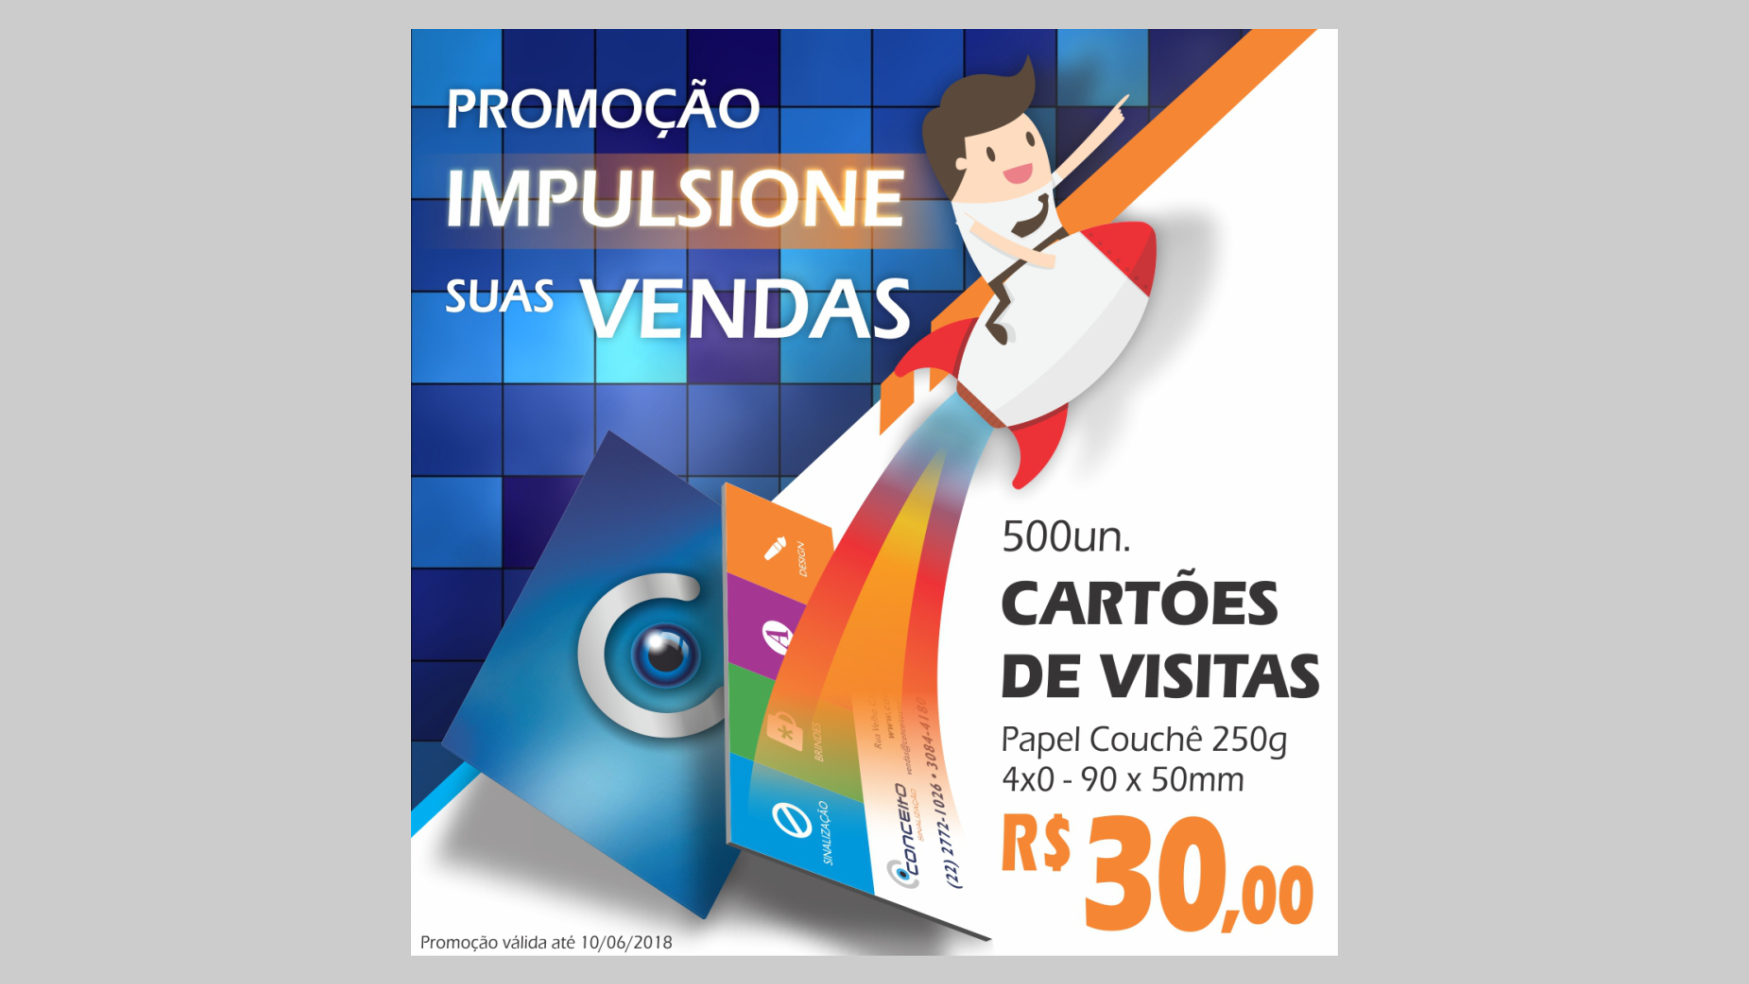 PROMOÇÃO
IMPULSIONE
SUAS VENDAS
500un.
CARTÕES
DE VISITAS
Papel Couchê 250g
4x0 - 90 x 50mm
R$ 30,00
DESIGN
A
BRINDES
SINALIZAÇÃO
CONCEITO
SINALIZAÇÃO
(22) 2772-1026 • 3084-4180
Promoção válida até 10/06/2018